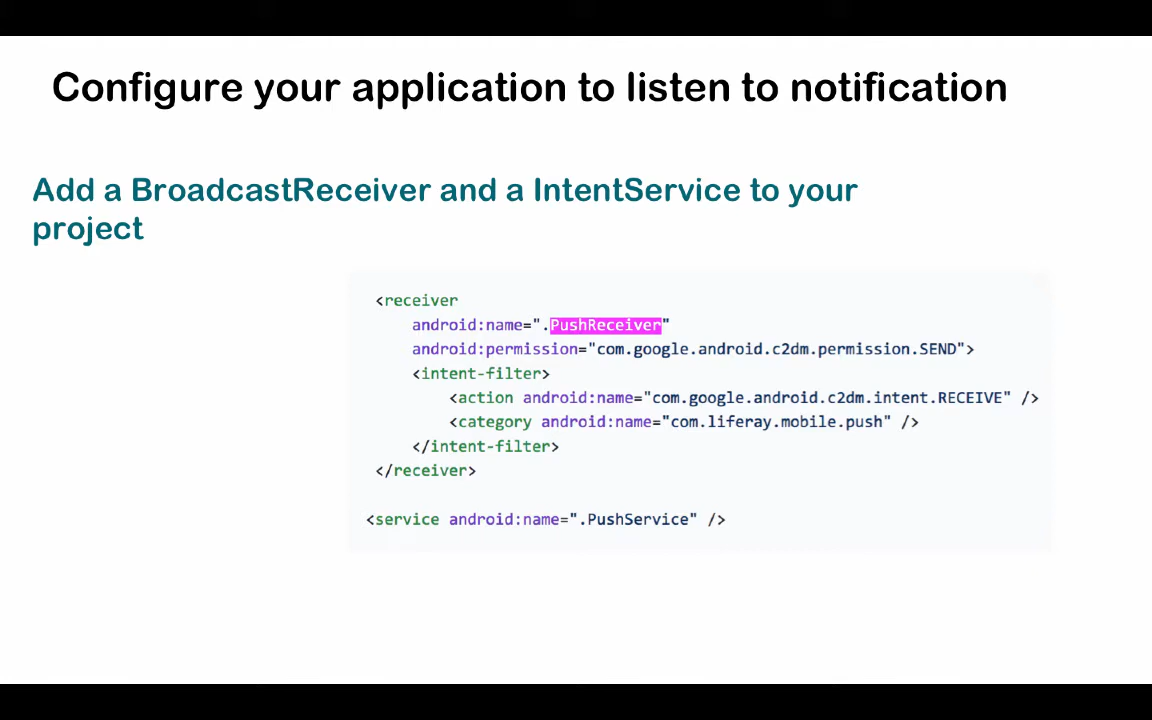 Configure your application to listen to notification
Add a BroadcastReceiver and a IntentService to your
project
<receiver
android:name=".PushReceiver"
android:permission="com.google.android.c2dm.permission.SEND">
<intent-filter>
<action android:name="com.google.android.c2dm.intent.RECEIVE" />
<category android:name="com.liferay.mobile.push" />
</intent-filter>
</receiver>
<service android:name=".PushService" />